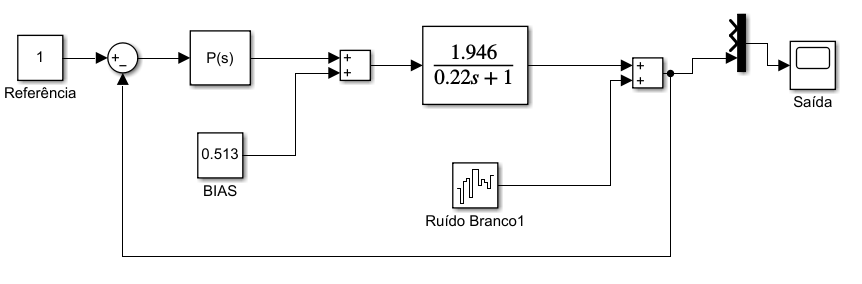 1
Referência
+
−
P(s)
+
+
1.946
0.22s + 1
+
+
Saída
0.513
BIAS
Ruído Branco1